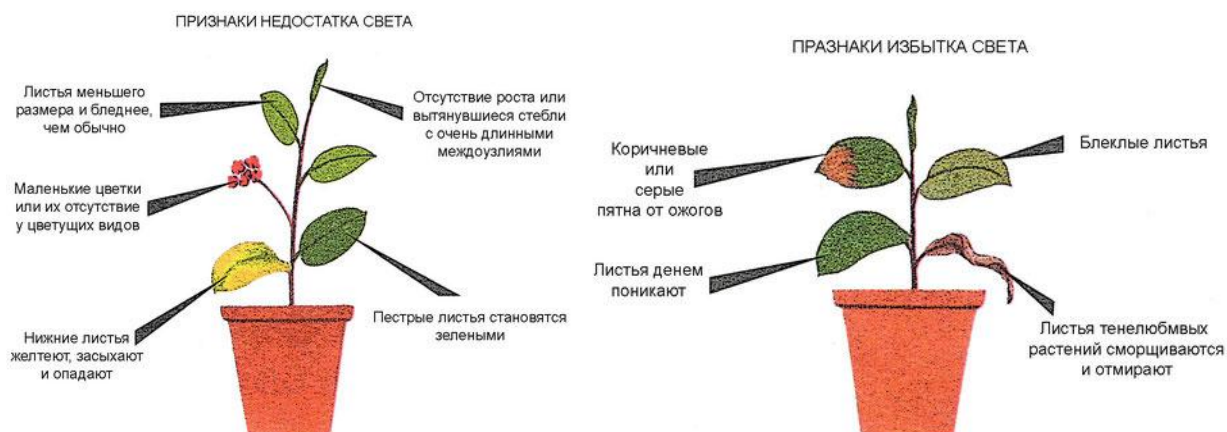 ПРИЗНАКИ НЕДОСТАТКА СВЕТА
Листья меньшего
размера и бледнее,
чем обычно
Отсутствие роста или
вытянувшиеся стебли
с очень длинными
междоузлиями
Маленькие цветки
или их отсутствие
у цветущих видов
Нижние листья
желтеют, засыхают
и опадают
Пестрые листья становятся
зелеными
ПРАЗНАКИ ИЗБЫТКА СВЕТА
Коричневые
или
серые
пятна от ожогов
Блеклые листья
Листья денем
поникают
Листья тенелюбмвых
растений сморщиваются
и отмирают